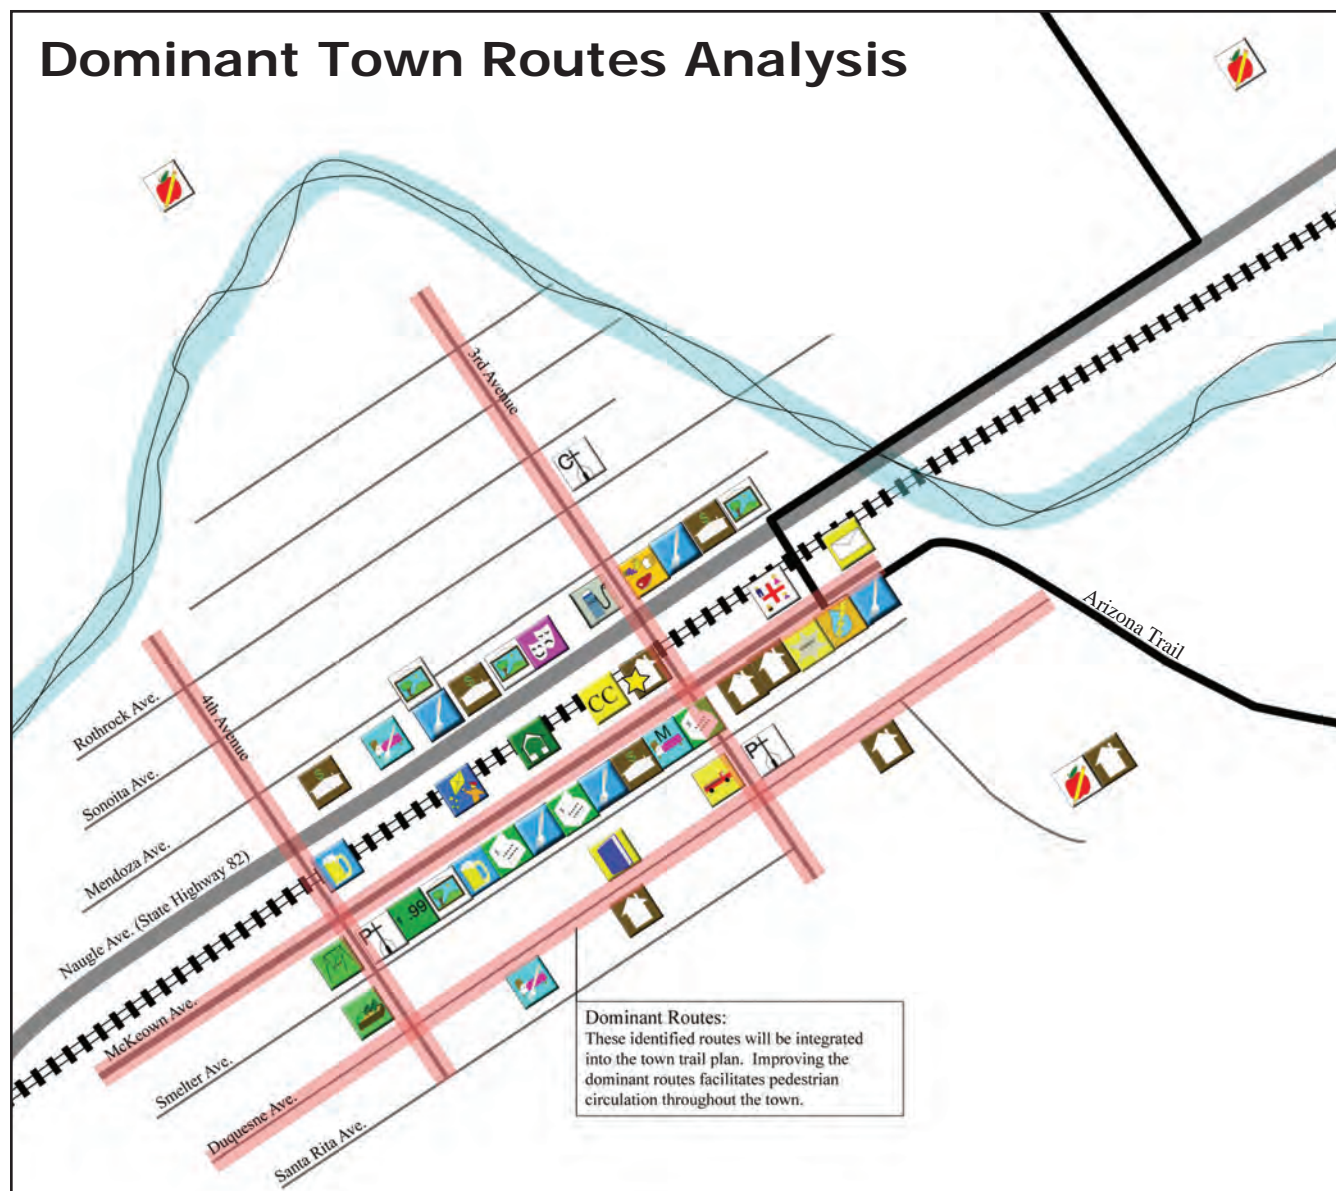 Dominant Town Routes Analysis
3rd Avenue
C
Arizona Trail
4th Avenue
Rothrock Ave.
Sonoita Ave.
Mendoza Ave.
Naugle Ave. (State Highway 82)
McKeown Ave.
Smelter Ave.
Duquesne Ave.
Santa Rita Ave.
$
$
$
CC
M
$
P
P
.99
Dominant Routes:
These identified routes will be integrated
into the town trail plan. Improving the
dominant routes facilitates pedestrian
circulation throughout the town.